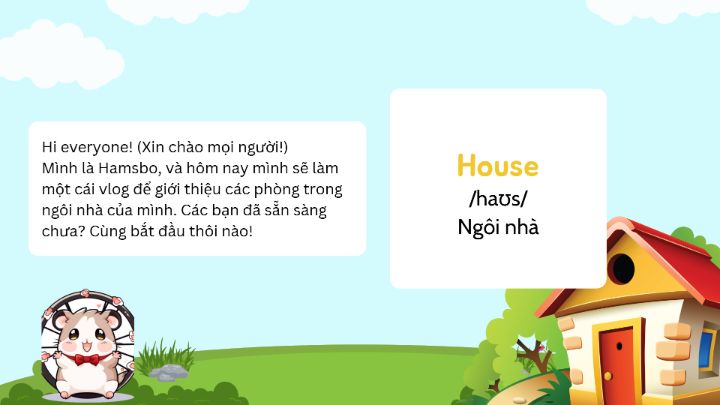 Hi everyone! (Xin chào mọi người!)
Mình là Hamsbo, và hôm nay mình sẽ làm
một cái vlog để giới thiệu các phòng trong
ngôi nhà của mình. Các bạn đã sẵn sàng
chưa? Cùng bắt đầu thôi nào!
House
/haʊs/
Ngôi nhà